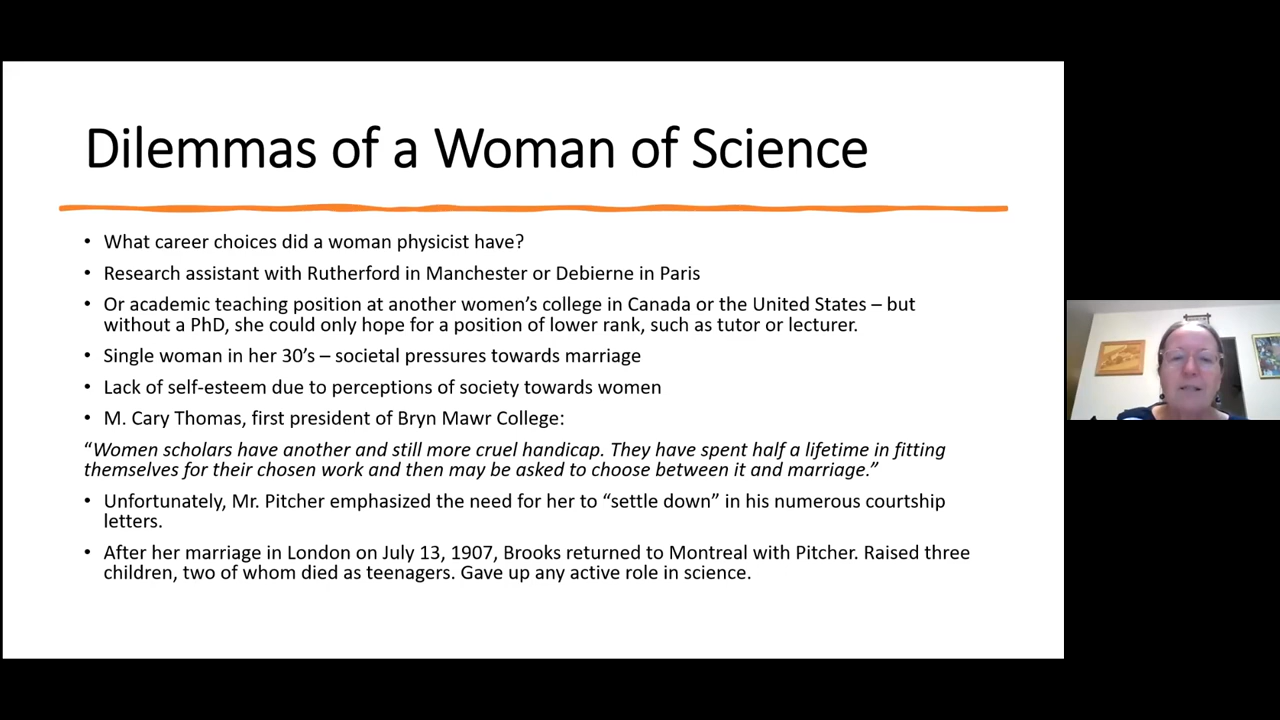 Dilemmas of a Woman of Science
• What career choices did a woman physicist have?
• Research assistant with Rutherford in Manchester or Debierne in Paris
• Or academic teaching position at another women’s college in Canada or the United States – but
without a PhD, she could only hope for a position of lower rank, such as tutor or lecturer.
• Single woman in her 30’s – societal pressures towards marriage
• Lack of self-esteem due to perceptions of society towards women
• M. Cary Thomas, first president of Bryn Mawr College:
“Women scholars have another and still more cruel handicap. They have spent half a lifetime in fitting
themselves for their chosen work and then may be asked to choose between it and marriage.”
• Unfortunately, Mr. Pitcher emphasized the need for her to “settle down” in his numerous courtship
letters.
• After her marriage in London on July 13, 1907, Brooks returned to Montreal with Pitcher. Raised three
children, two of whom died as teenagers. Gave up any active role in science.